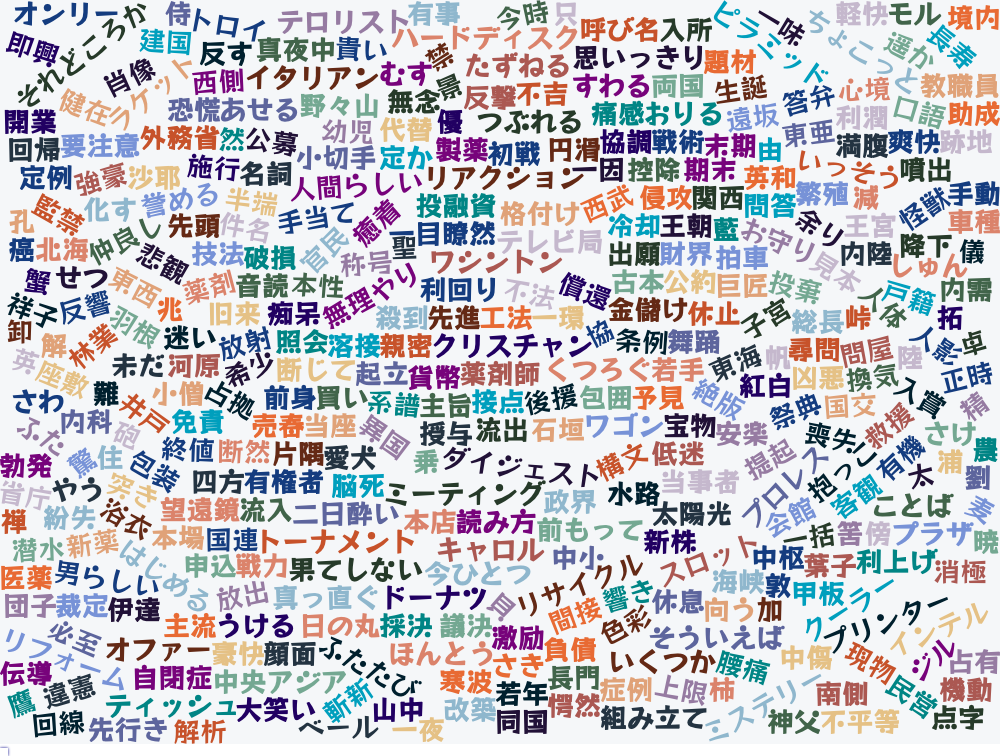 オンリー 侍 トロイ テロリスト 有事 今時 只 ピラミッド 一味 ちょこっと 軽快 モル 境内
即興 それどころか 建国 反す 真夜中 貴い ハードディスク 禁 呼び名 入所 遥か 長寿
肖像 西側 イタリアン むす 景 たずねる 思いっきり 題材 心境 教職員
健在 スケット 恐慌 あせる 野々山 無念 反撃 不吉 すわる 両国 生誕 答弁 利潤 口語 助成
開業 外務省 然 公募 幼児 代替 優 つぶれる 痛感 おりる 遠坂 東亜 満腹 爽快 跡地
回帰 要注意 小切手 定か 製薬 初戦 円滑 協調 戦術 末期 由 いっそう 噴出
定例 強豪 沙耶 施行 名詞 人間らしい リアクション 一因 控除 期末 英和 繁殖 減 怪獣 手動
孔 監禁 化す 誉める 半端 手当て 癒着 投融資 格付け 西武 侵攻 関西 問答 余り 王宮 車種
癌 北海 仲良し 先頭 件名 官民 聖 目瞭然 テレビ局 冷却 王朝 藍 お守り 見本 内陸 降下 儀
蟹 せつ 悲観 技法 破損 称号 ワシントン 出願 財界 拍車 しゅん
祥子 反響 東西 兆 薬剤 音読 本性 無理やり 利回り 不法 償還 古本 公約 巨匠 投棄 人体 戸籍 内需
卸 解 林業 羽根 旧来 痴呆 殺到 先進 工法 一環 協 金儲け 休止 子宮 総長 峠 人影 拓
英 座敷 迷い 放射 照会 溶接 親密 クリスチャン 条例 舞踊 東海 帆 尋問 問屋 陸 卓
未だ 河原 希少 断じて 起立 貨幣 薬剤師 くつろぐ 若手 紅白 凶悪 換気 入賞 正時
さわ 難 井戸 小僧 占拠 前身 買い 系譜 主旨 接点 後援 包囲 予見 絶版 祭典 国交 救援 精
ふた 内科 砲 免責 売春 当座 異国 授与 流出 石垣 ワゴン 宝物 安楽 喪失 さけ 農
勃発 驚 住 包装 終値 断然 片隅 愛犬 乗 ダイジェスト 構文 低迷 提起 プロレス 抱っこ 有機 太 浦 劉
省庁 やう 突き 四方 有権者 脳死 ミーティング 政界 水路 当事者 会館 客観 ことば 麦
禅 紛失 浴衣 望遠鏡 流入 二日酔い 本店 読み方 前もって 太陽光 一括 答 傍 プラザ 暁
潜水 新薬 はじめる 本場 国連 トーナメント キャロル 中小 新株 スロット 中枢 葉子 利上げ 消極
医薬 男らしい 申込 戦力 果てしない 今ひとつ リサイクル 海峡 敦 甲板
団子 裁定 伊達 放出 真っ直ぐ ドーナツ 間接 響き 休息 向う 加 クーラー プリンター インテル
リフォーム 必至 主流 うける 日の丸 採決 議決 激励 負債 色彩 そういえば
伝導 オファー 豪快 顔面 ふたたび ほんとう さき いくつか 腰痛 中傷 現物 ジル 占有
鷹 違憲 自閉症 中央アジア 斬新 寒波 若年 長門 症例 上限 柿 ミステリー 南側 民営 機動
回線 先行き ティッシュ 解析 大笑い ベール 山中 一夜 改築 同国 愕然 組み立て 神父 不平等 点字